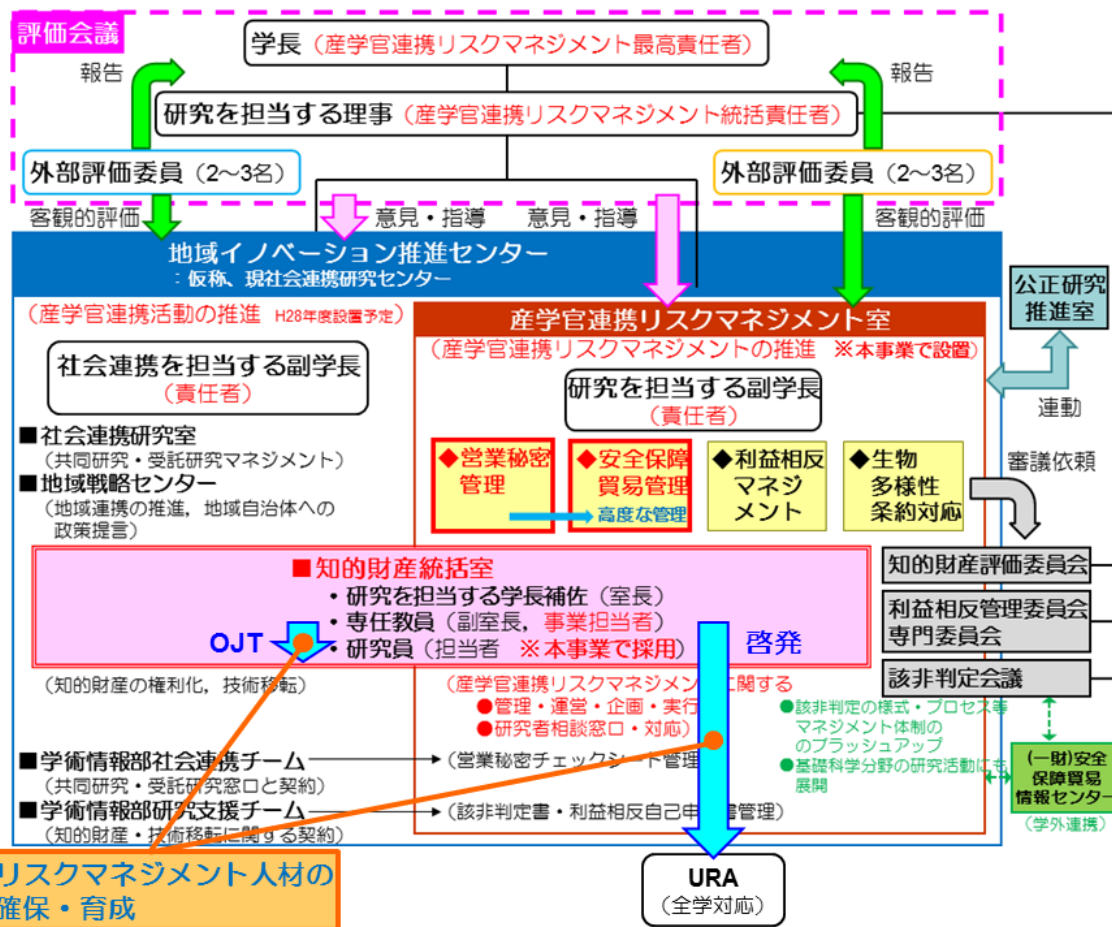 評価会議
学長（産学官連携リスクマネジメント最高責任者）
報告
報告
研究を担当する理事（産学官連携リスクマネジメント統括責任者）
外部評価委員（2～3名）
外部評価委員（2～3名）
客観的評価
意見・指導
意見・指導
客観的評価
地域イノベーション推進センター
：仮称、現社会連携研究センター
（産学官連携活動の推進 H28年度設置予定）
社会連携を担当する副学長
（責任者）
■社会連携研究室
（共同研究・受託研究マネジメント）
■地域戦略センター
（地域連携の推進，地域自治体への
政策提言）
産学官連携リスクマネジメント室
（産学官連携リスクマネジメントの推進 ※本事業で設置）
研究を担当する副学長
（責任者）
◆営業秘密
管理
◆安全保障
貿易管理
高度な管理
◆利益相反
マネジ
メント
◆生物
多様性
条約対応
公正研究
推進室
連動
審議依頼
知的財産評価委員会
利益相反管理委員会
専門委員会
該非判定会議
■知的財産統括室
・研究を担当する学長補佐（室長）
・専任教員（副室長，事業担当者）
・研究員（担当者 ※本事業で採用）
OJT
啓発
（知的財産の権利化，技術移転）
（産学官連携リスクマネジメン に関する
●管理・運営・企画・実行
●研究者相談窓口・対応）
●該非判定の様式・プロセス等
マネジメント体制の
のブラッシュアップ
●基礎科学分野の研究活動にも
展開
(一財)安全
保障貿易
情報センター
（学外連携）
■学術情報部社会連携チーム
（共同研究・受託研究窓口と契約）
（営業秘密チェックシート管理
■学術情報部研究支援チーム
（知的財産・技術移転に関する契約）
（該非判定書・利益相反自己申 書管理）
リスクマネジメント人材の
確保・育成
URA
（全学対応）